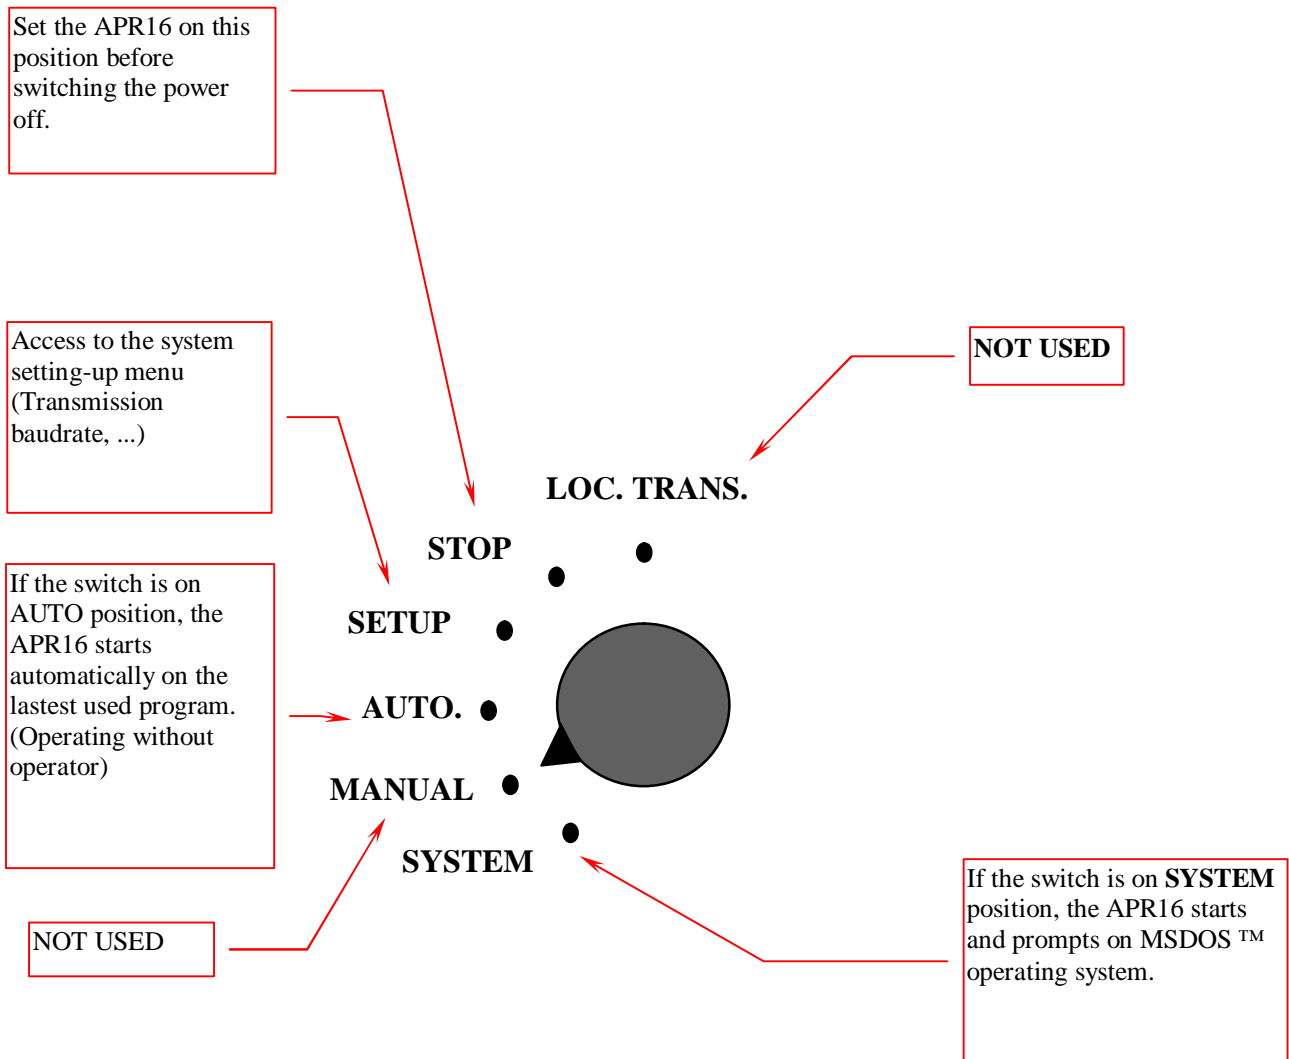 Set the APR16 on this
position before
switching the power
off.
Access to the system
setting-up menu
(Transmission
baudrate, ...)
NOT USED
LOC. TRANS.
STOP
SETUP
AUTO.
MANUAL
SYSTEM
If the switch is on
AUTO position, the
APR16 starts
automatically on the
lastest used program.
(Operating without
operator)
NOT USED
If the switch is on SYSTEM
position, the APR16 starts
and prompts on MSDOS ™
operating system.